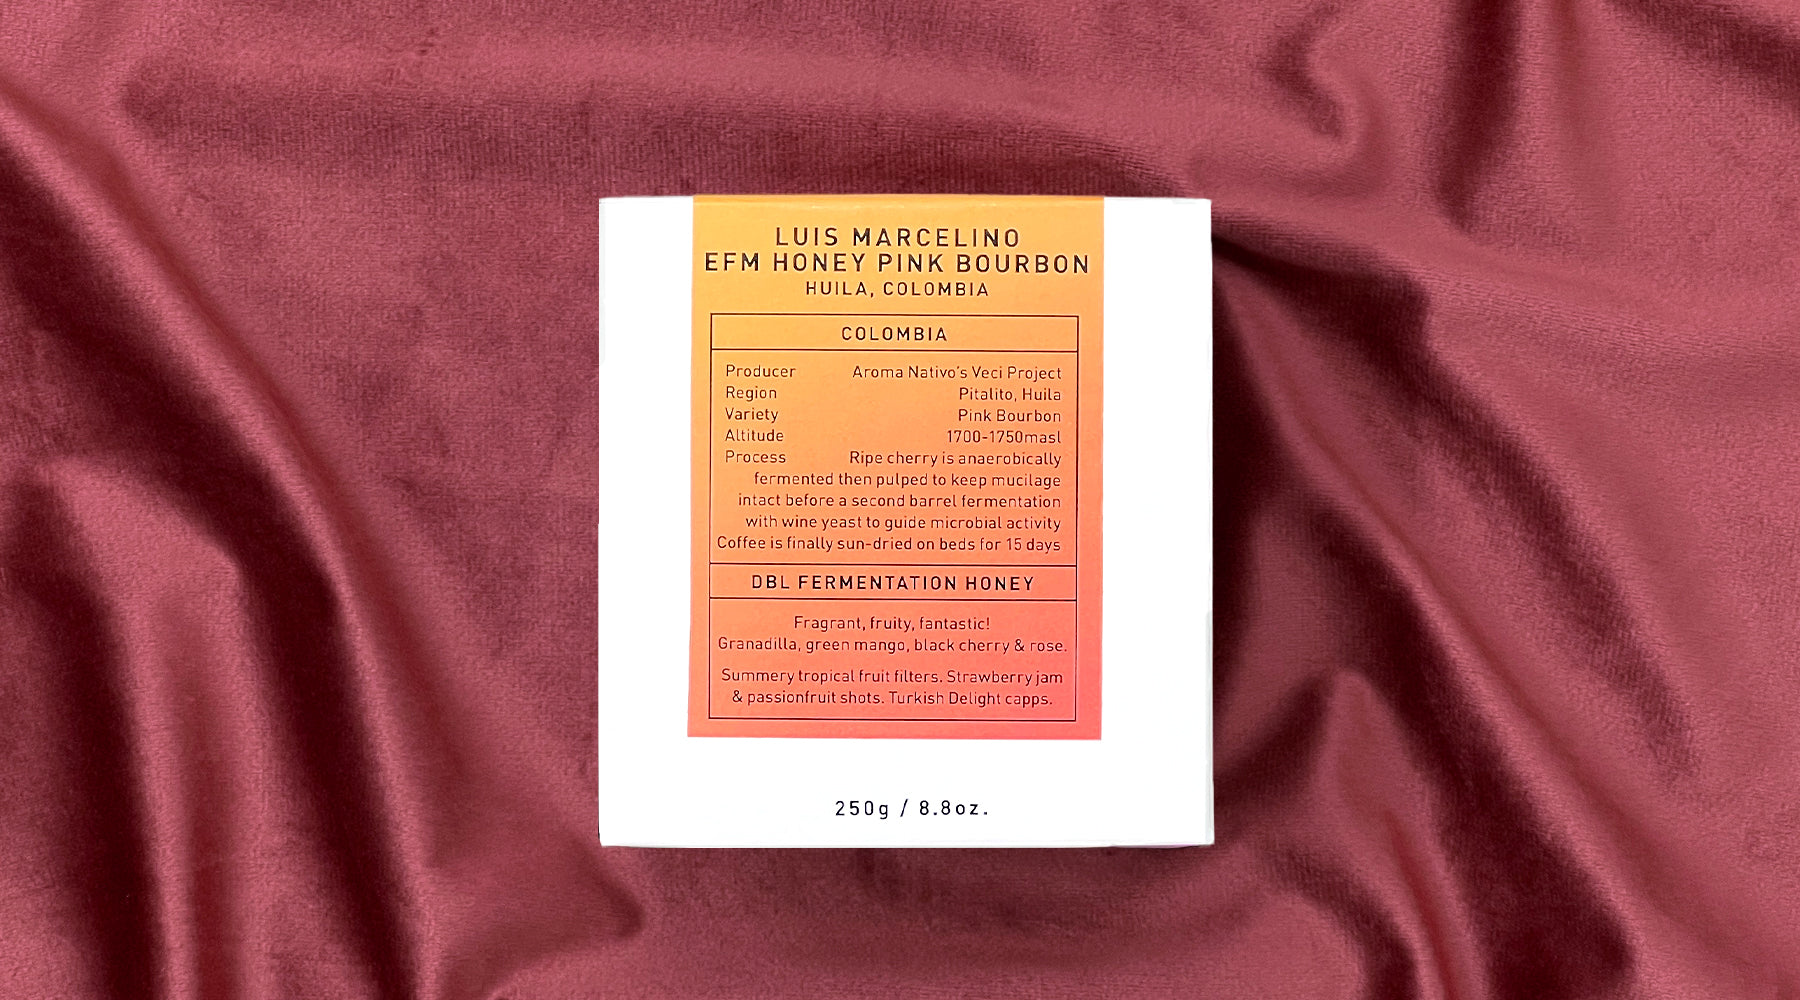 LUIS MARCELINO
EFM HONEY PINK BOURBON
HUILA, COLOMBIA
COLOMBIA
Producer Aroma Nativo's Veci Project
Region Pitalito, Huila
Variety Pink Bourbon
Altitude 1700-1750masl
Process Ripe cherry is anaerobically
fermented then pulped to keep mucilage
intact before a second barrel fermentation
with wine yeast to guide microbial activity
Coffee is finally sun-dried on beds for 15 days
DBL FERMENTATION HONEY
Fragrant, fruity, fantastic!
Granadilla, green mango, black cherry & rose.
Summery tropical fruit filters. Strawberry jam
& passionfruit shots. Turkish Delight capps.
250g / 8.8oz.